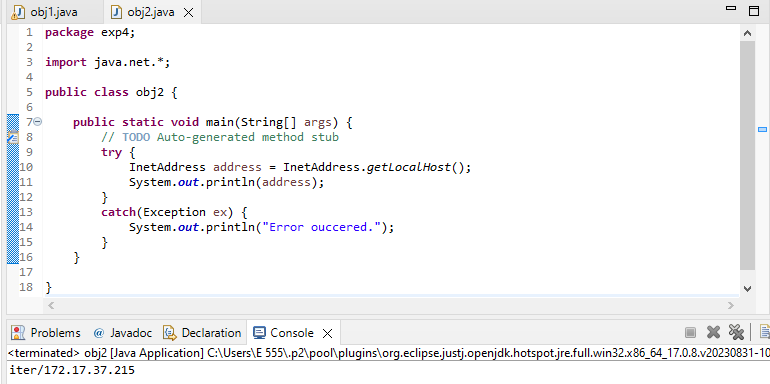 obj1.java obj2.java
1 package exp4;
2
3 import java.net.*;
4
5 public class obj2 {
6
7 public static void main(String[] args) {
8 // TODO Auto-generated method stub
9 try {
10 InetAddress address = InetAddress.getLocalHost();
11 System.out.println(address);
12 }
13 catch(Exception ex) {
14 System.out.println("Error ouccered.");
15 }
16 }
17
18 }
Problems @ Javadoc Declaration Console
<terminated> obj2 [Java Application] C:\Users\E 555\.p2\pool\plugins\org.eclipse.justj.openjdk.hotspot.jre.full.win32.x86_64_17.0.8.v20230831-10
iter/172.17.37.215